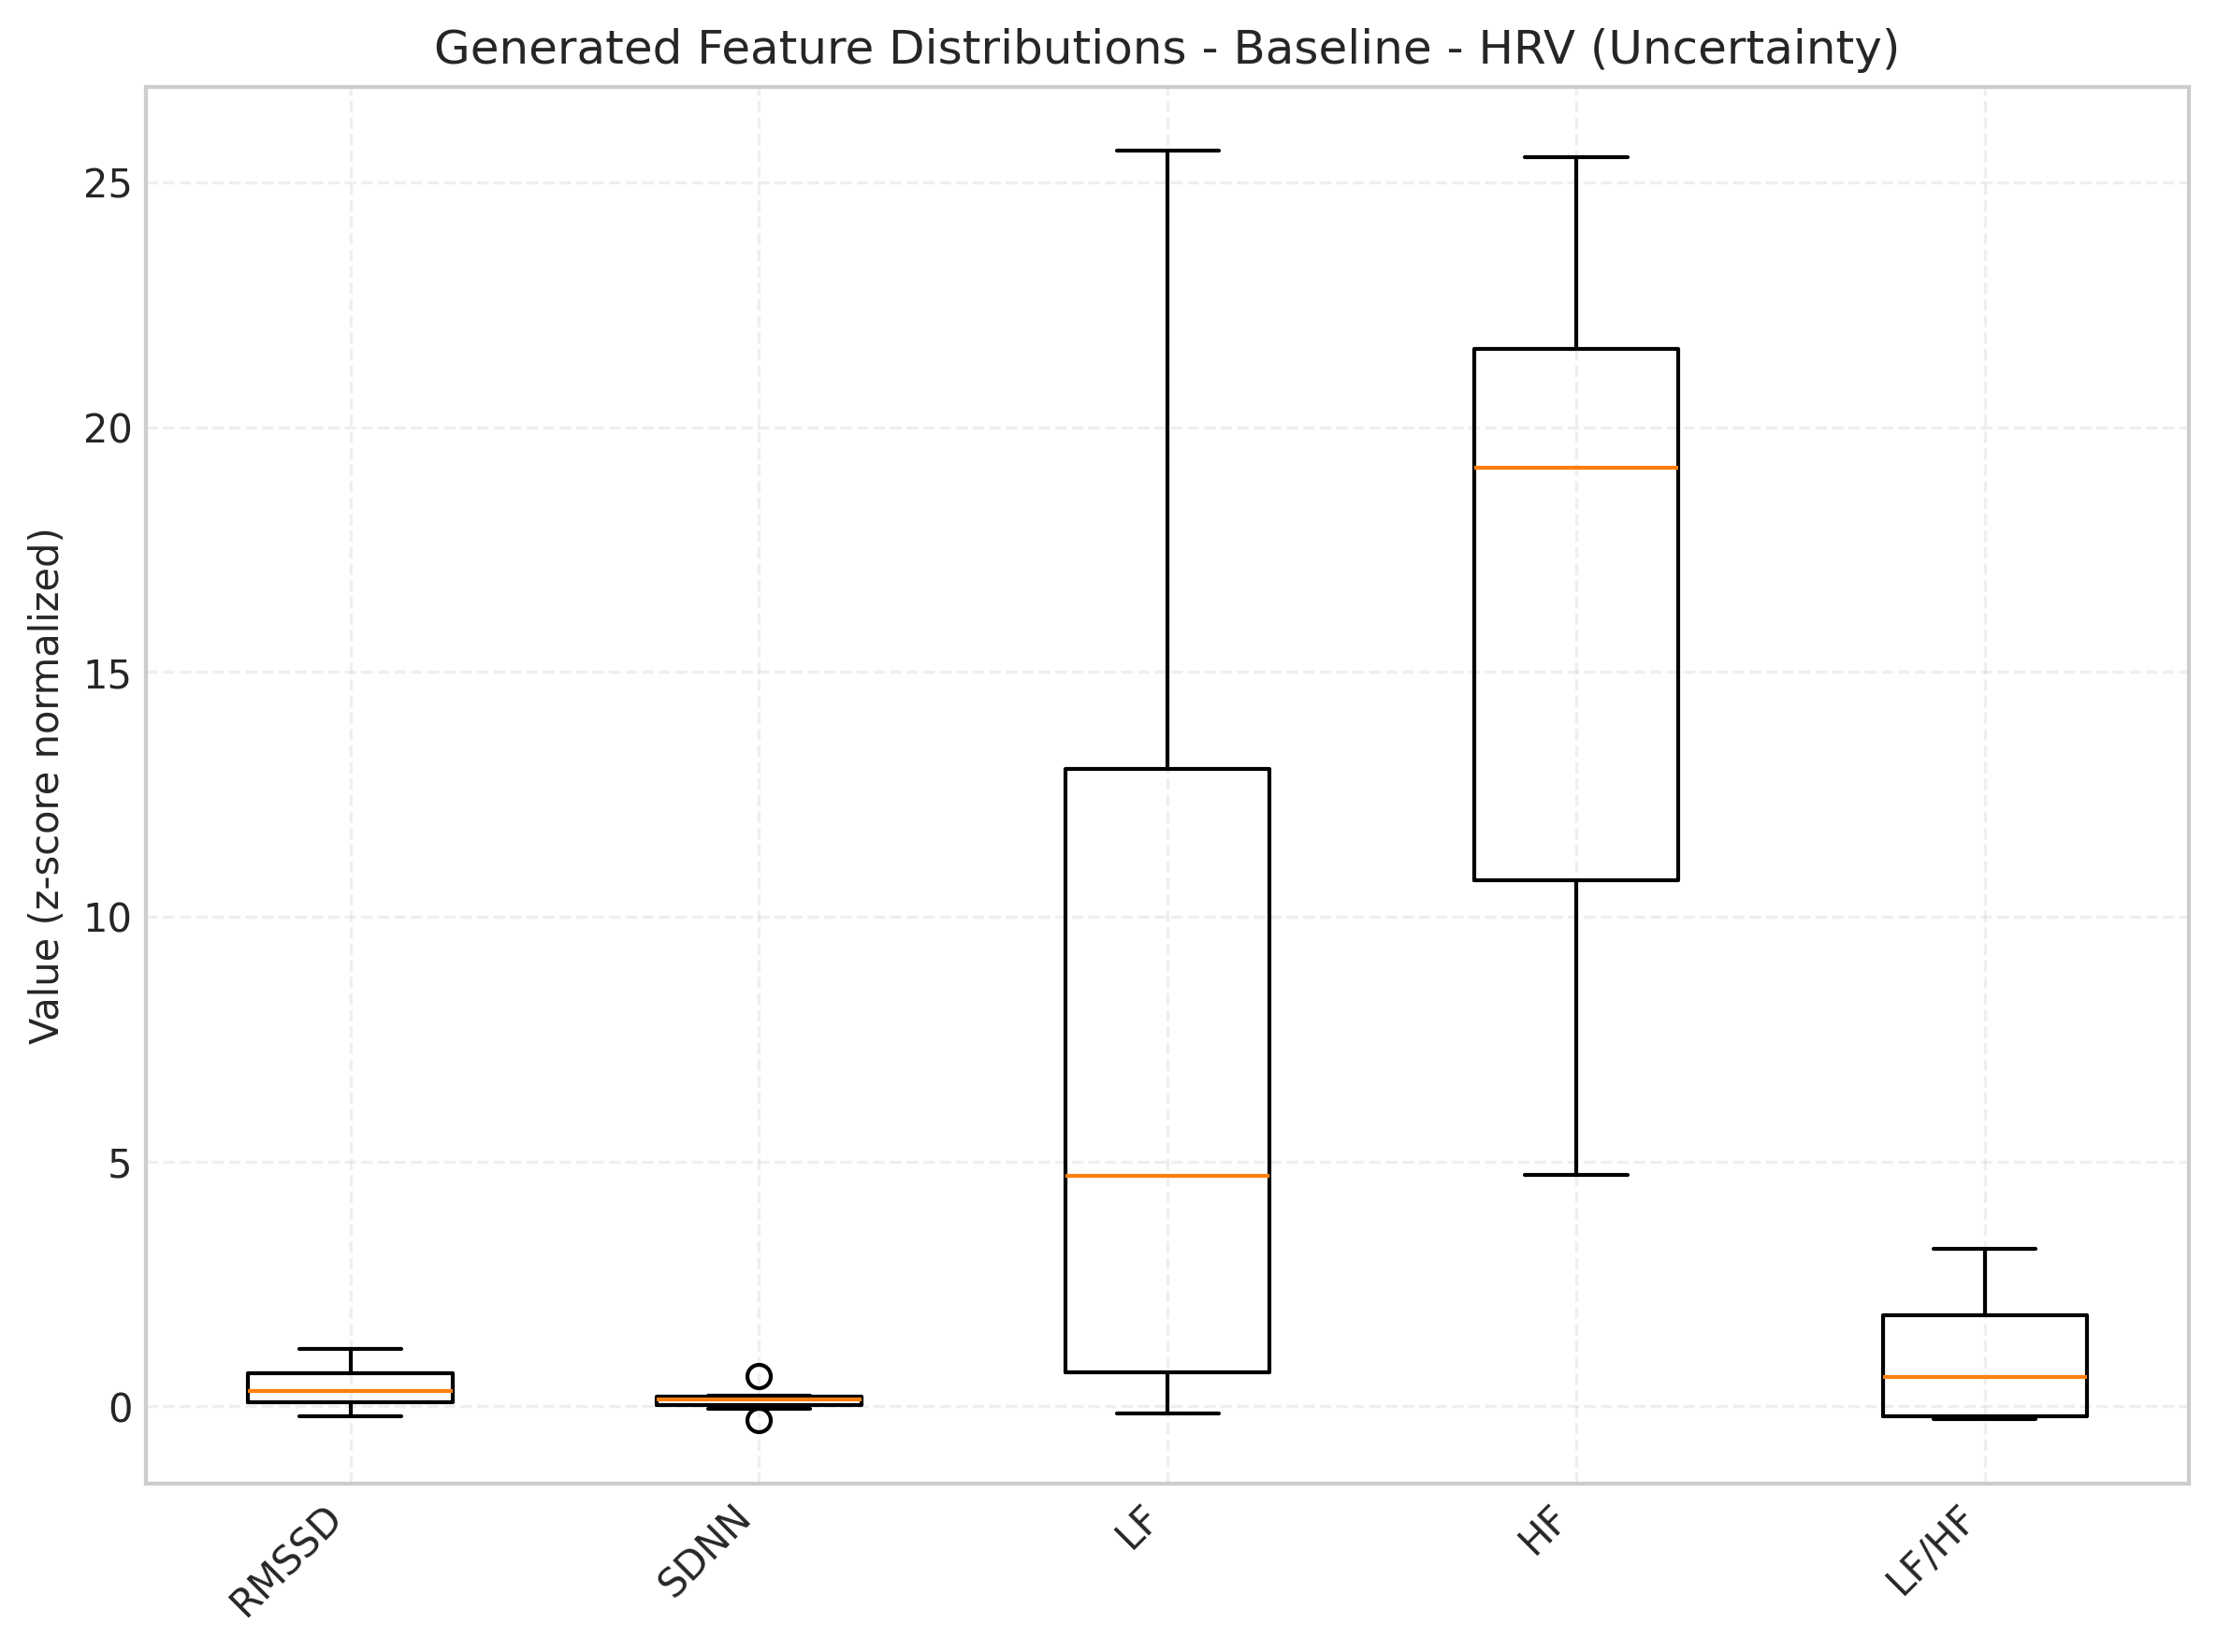 Generated Feature Distributions - Baseline - HRV (Uncertainty)
Value (z-score normalized)
25
20
15
10
5
0
RMSSD
SDNN
LF
HF
LF/HF